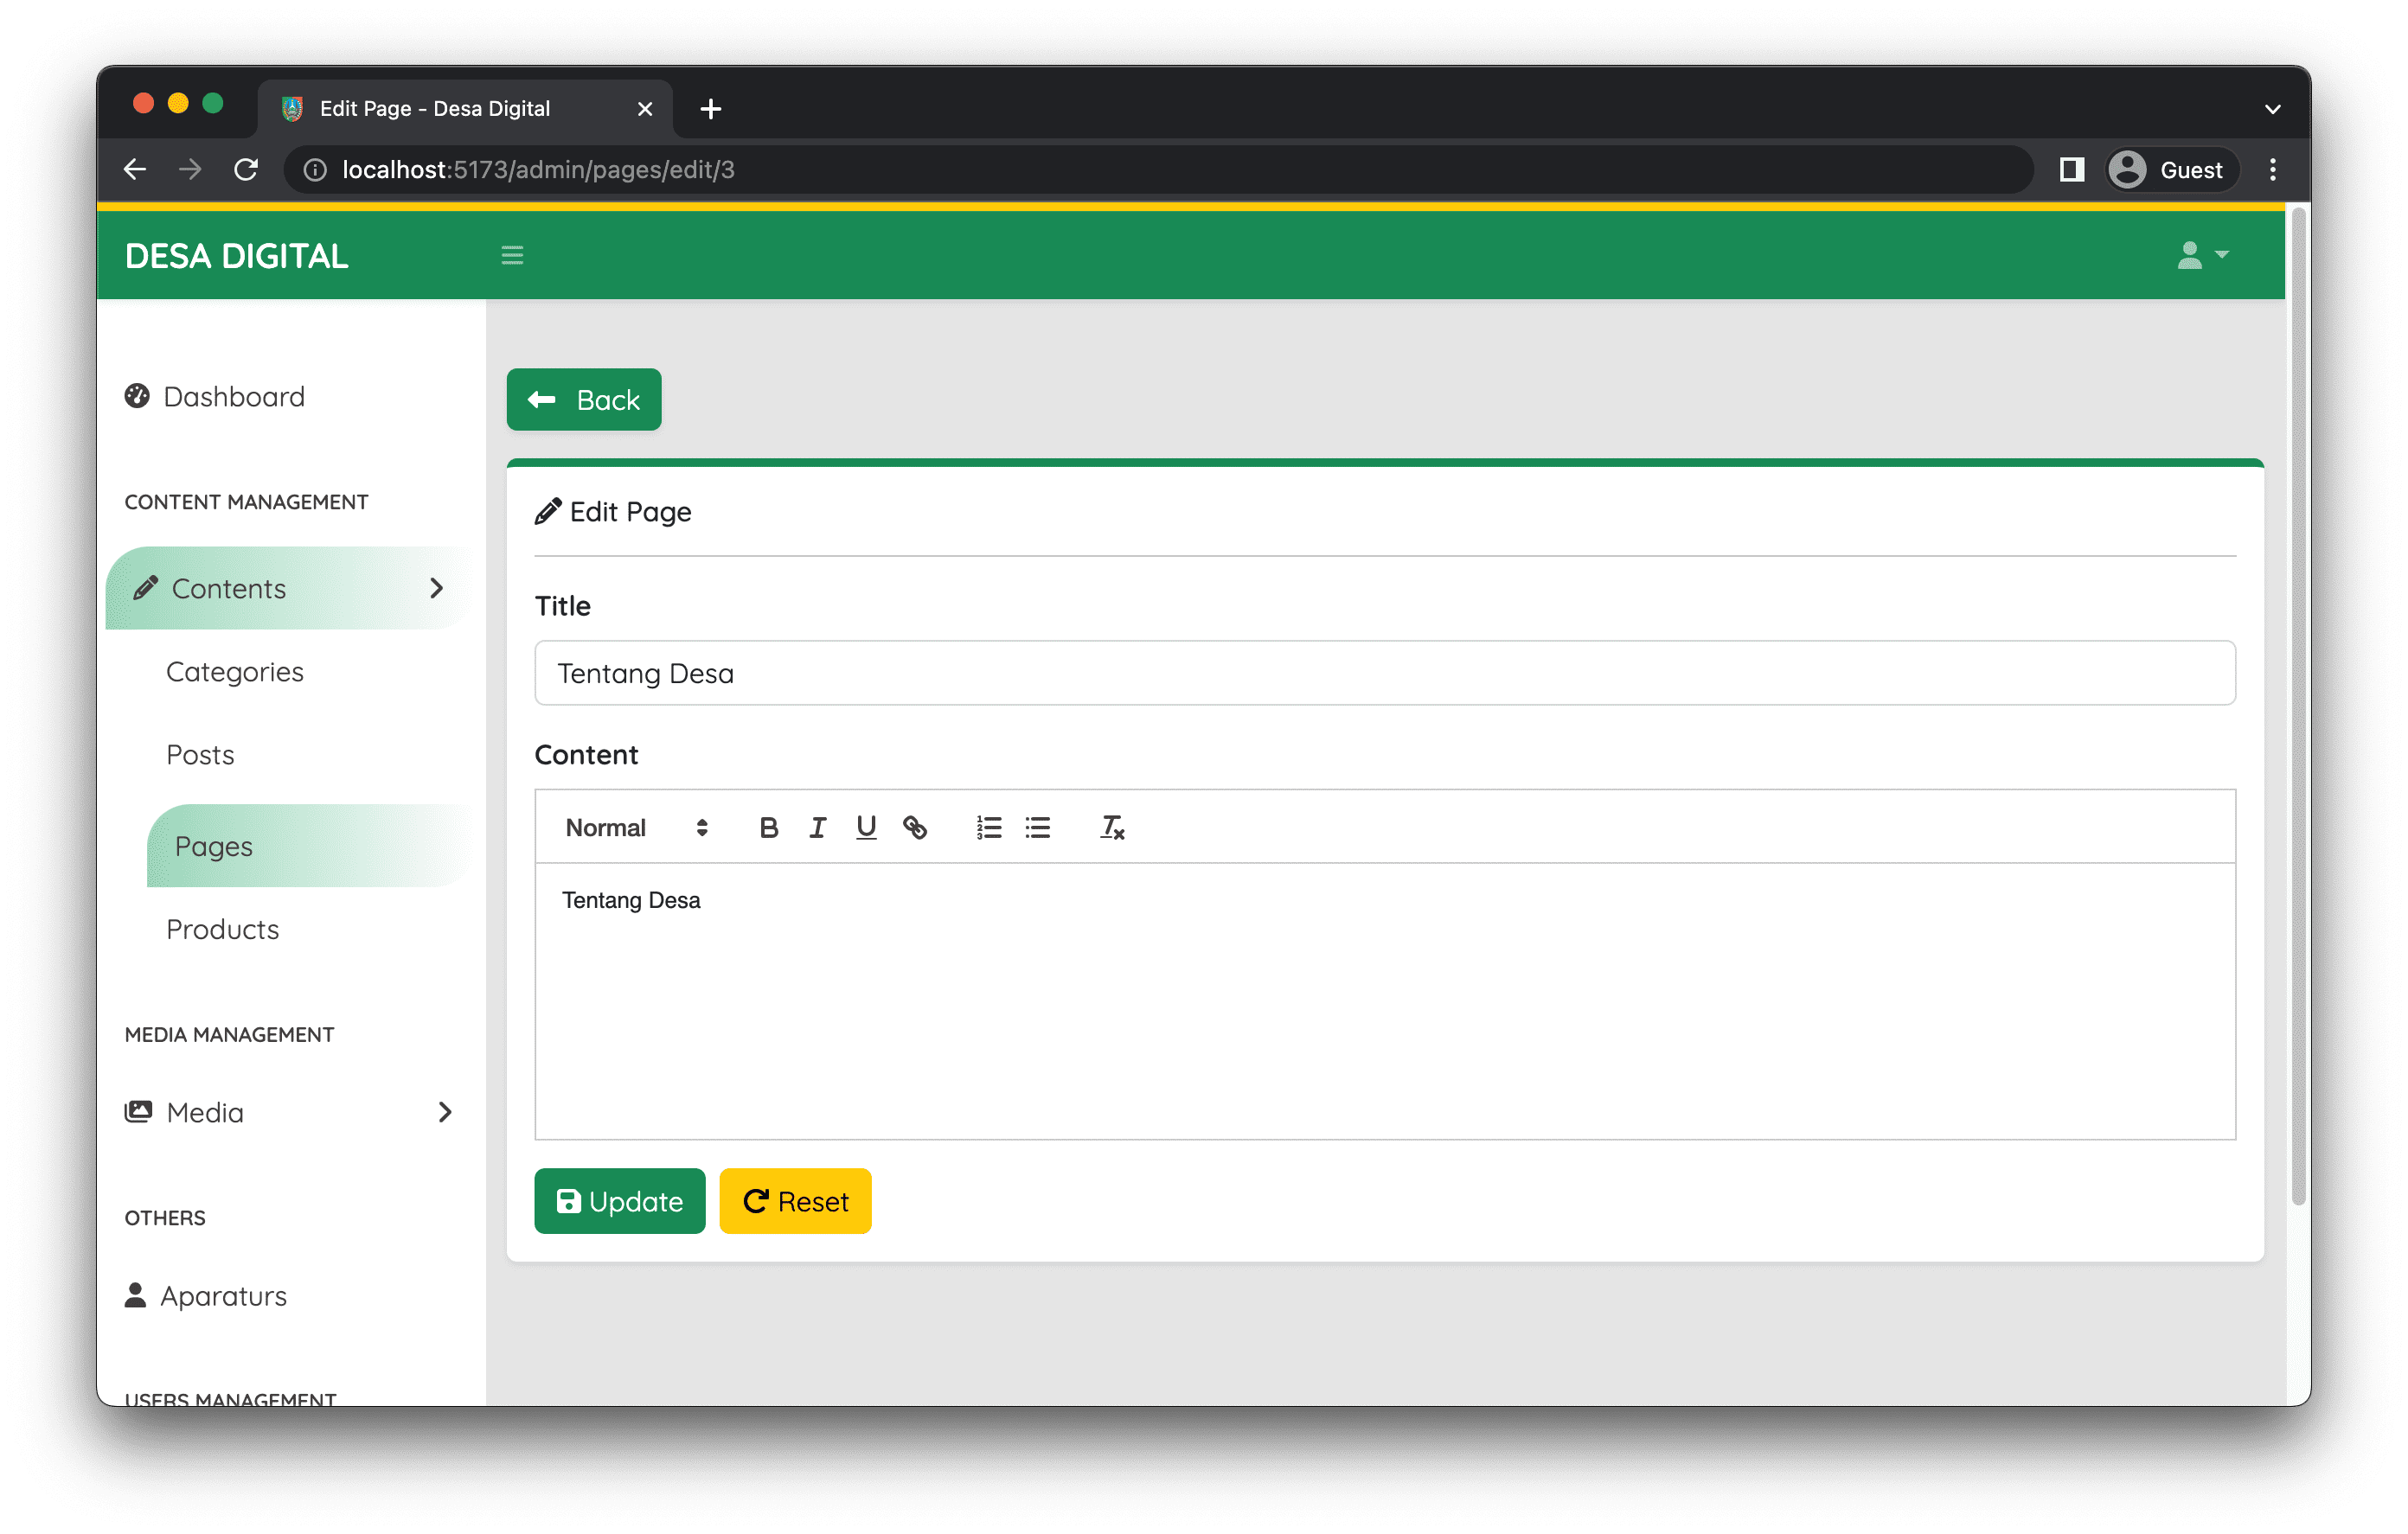 Edit Page - Desa Digital
localhost:5173/admin/pages/edit/3
Guest
DESA DIGITAL
Dashboard
CONTENT MANAGEMENT
Contents
Categories
Posts
Pages
Products
MEDIA MANAGEMENT
Media
OTHERS
Aparaturs
USERS MANAGEMENT
Back
Edit Page
Title
Tentang Desa
Content
Normal
Tentang Desa
Update
Reset